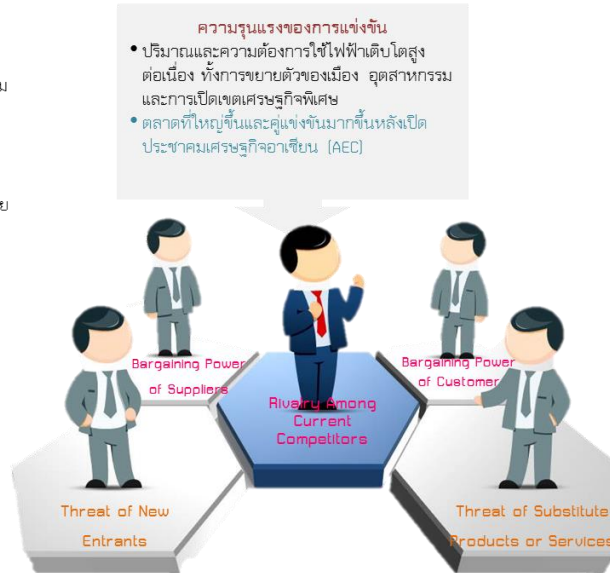 ความรุนแรงของการแข่งขัน
• ปริมาณและความต้องการใช้ไฟฟ้าเติบโตสูง
ต่อเนื่อง ทั้งการขยายตัวของเมือง อุตสาหกรรม
และการเปิดเขตเศรษฐกิจพิเศษ
• ตลาดที่ใหญ่ขึ้นและคู่แข่งขันมากขึ้นหลังเปิด
ประชาคมเศรษฐกิจอาเซียน (AEC)
Bargaining Power
of Suppliers
Bargaining Power
of Customer
Rivalry Among
Current
Competitors
Threat of New
Entrants
Threat of Substitute
Products or Services